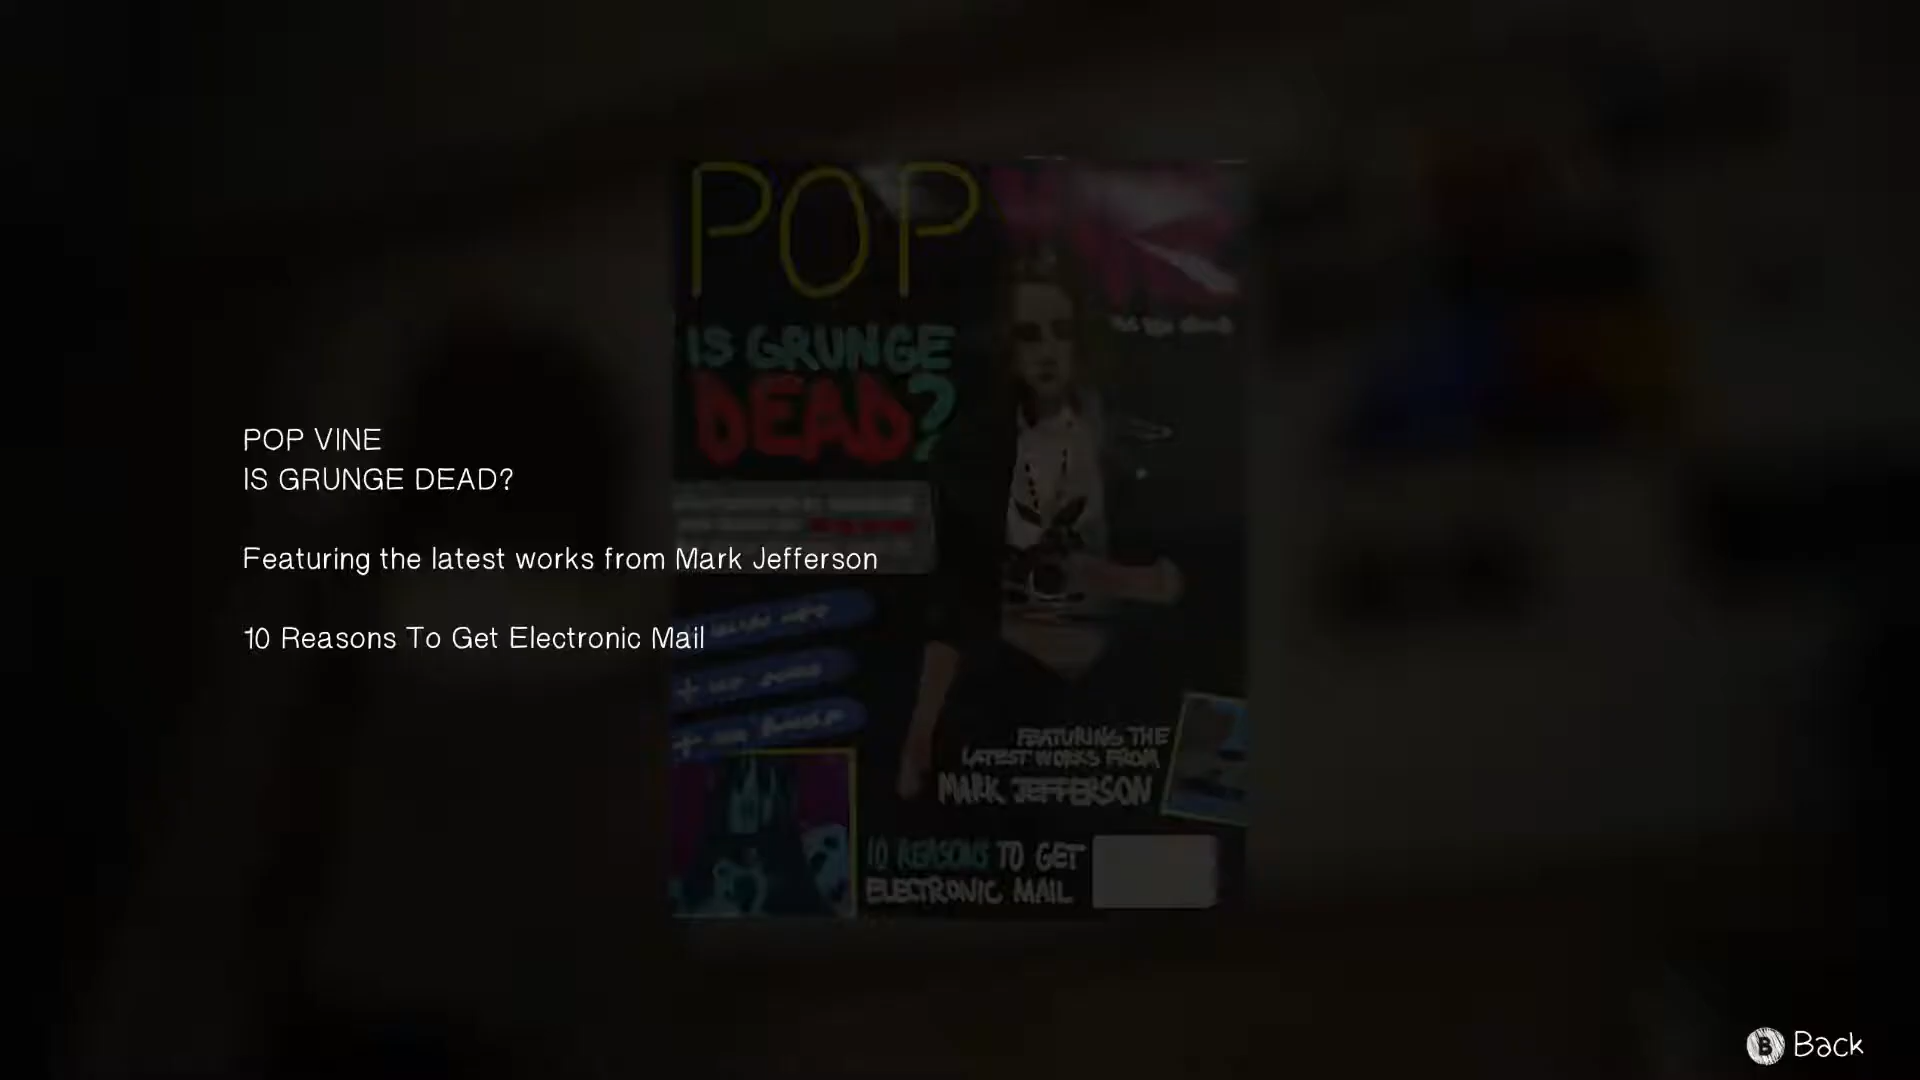 POP VINE
IS GRUNGE DEAD?
Featuring the latest works from Mark Jefferson
10 Reasons To Get Electronic Mail
POP
IS GRUNGE
DEAD?
FEATURING THE
LATEST WORKS FROM
MARK JEFFERSON
10 REASONS TO GET
ELECTRONIC MAIL
B Back